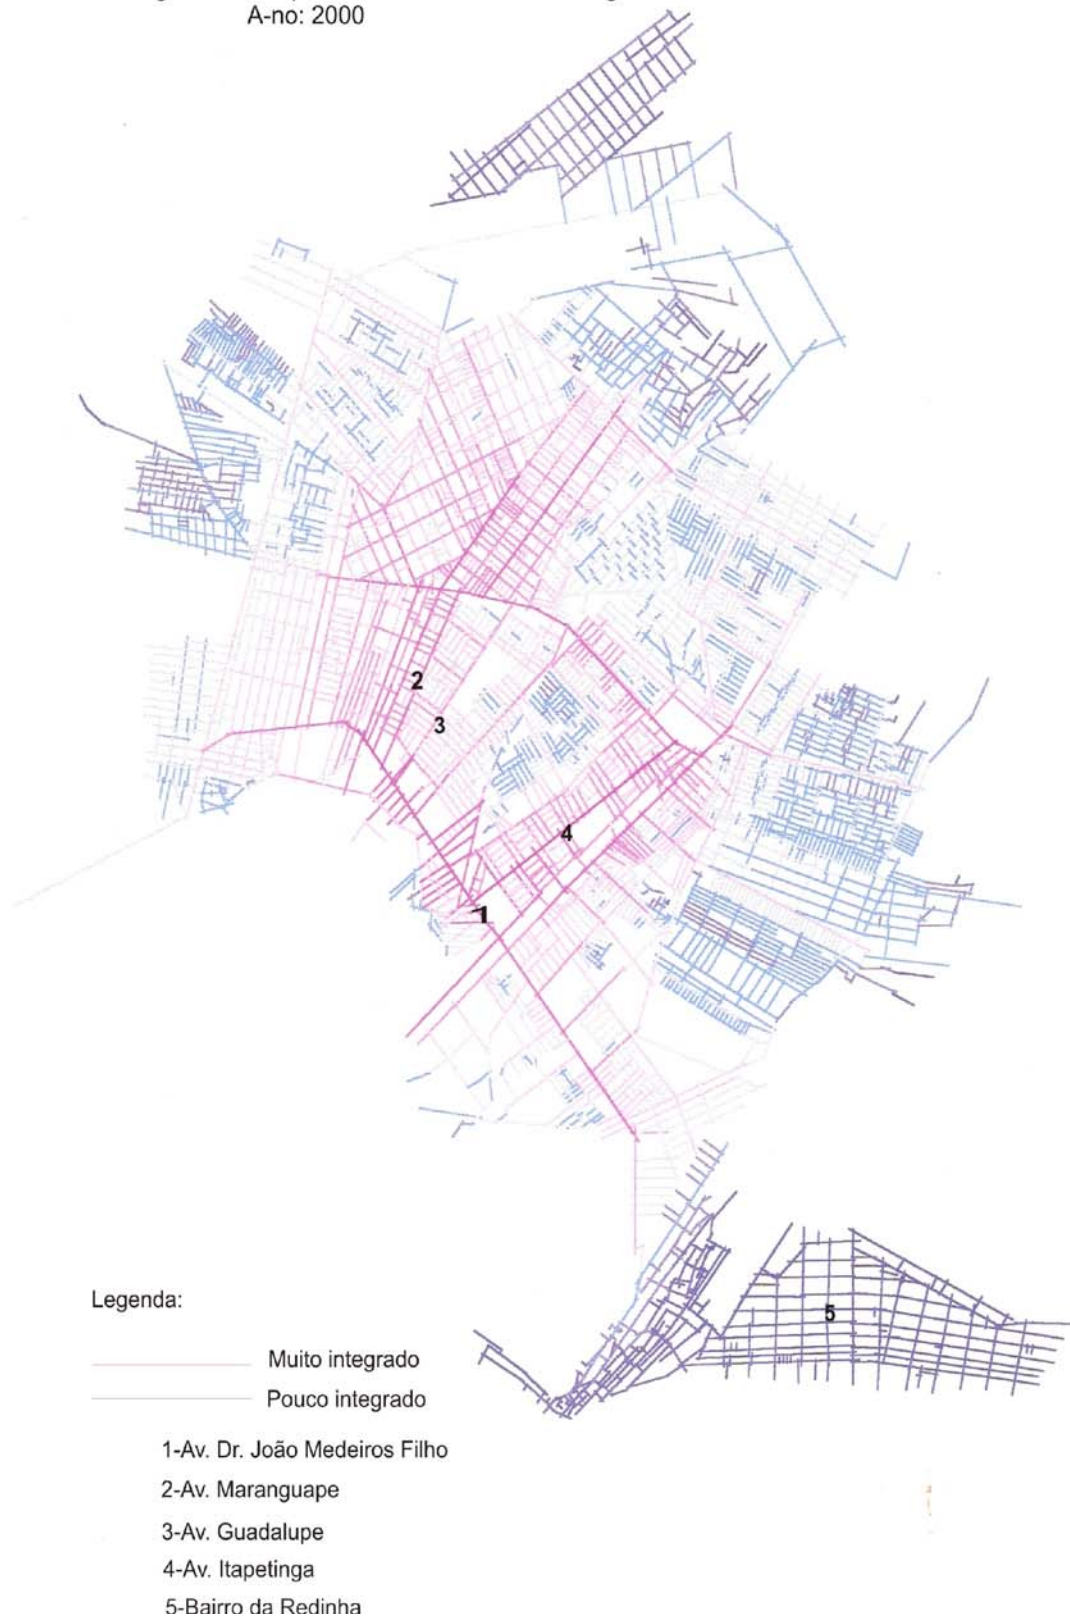 A-no: 2000
2
3
4
1
5
Legenda:
Muito integrado
Pouco integrado
1-Av. Dr. João Medeiros Filho
2-Av. Maranguape
3-Av. Guadalupe
4-Av. Itapetinga
5-Bairro da Redinha